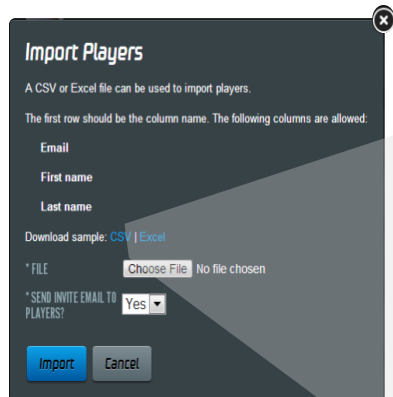 Import Players
A CSV or Excel file can be used to import players.
The first row should be the column name. The following columns are allowed:
Email
First name
Last name
Download sample: CSV | Excel
* FILE Choose File No file chosen
* SEND INVITE EMAIL TO
PLAYERS? Yes
Import Cancel